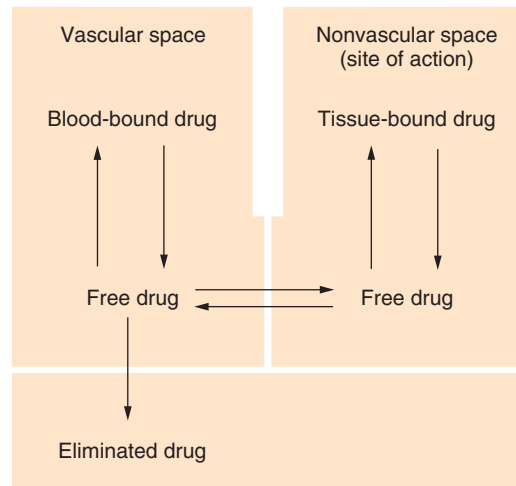 Vascular space
Nonvascular space
(site of action)
Blood-bound drug
Tissue-bound drug
Free drug
Free drug
Eliminated drug